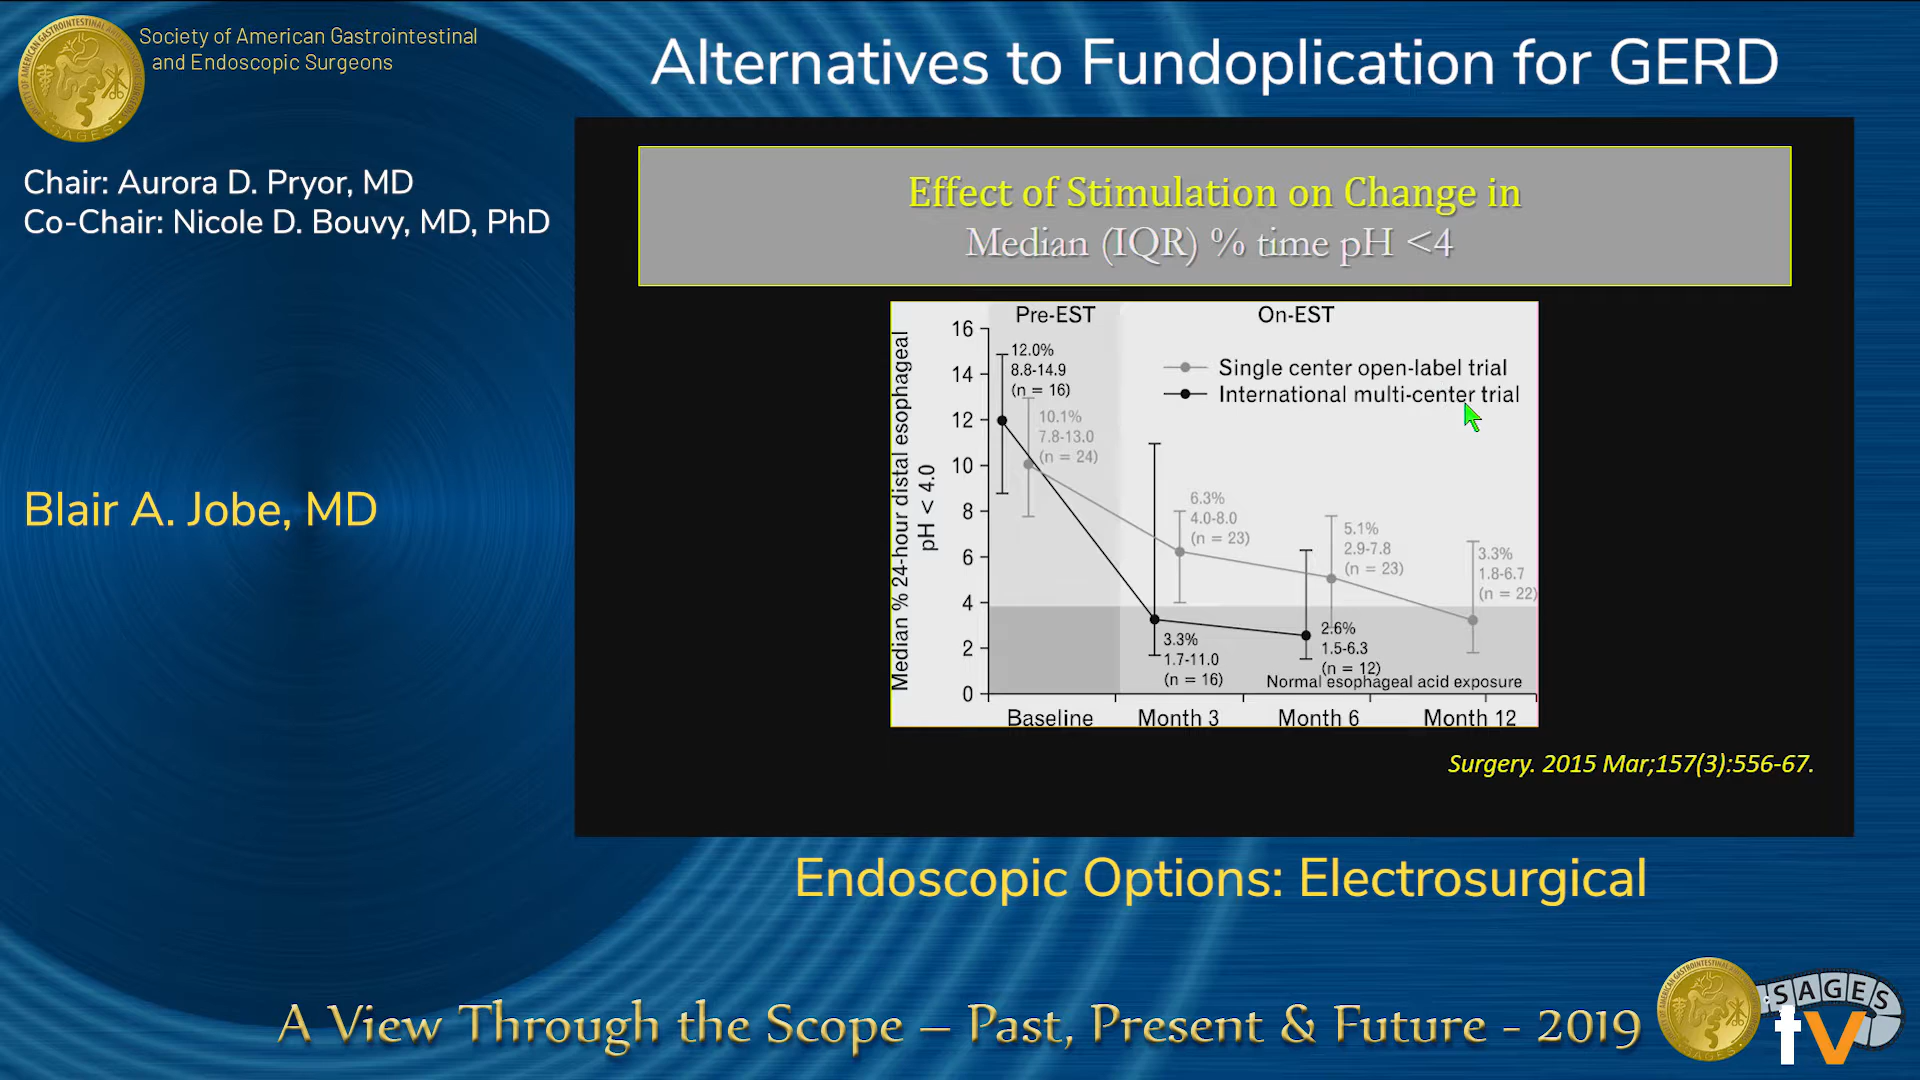 Society of American Gastrointestinal
and Endoscopic Surgeons
Alternatives to Fundoplication for GERD
Chair: Aurora D. Pryor, MD
Co-Chair: Nicole D. Bouvy, MD, PhD
Blair A. Jobe, MD
Effect of Stimulation on Change in
Median (IQR) % time pH <4
Pre-EST
On-EST
Median % 24-hour distal esophageal
pH < 4.0
16
14
12
10
8
6
4
2
0
Single center open-label trial
International multi-center trial
12.0%
8.8-14.9
(n = 16)
10.1%
7.8-13.0
(n = 24)
6.3%
4.0-8.0
(n = 23)
5.1%
2.9-7.8
(n = 23)
3.3%
1.8-6.7
(n = 22)
3.3%
1.7-11.0
(n = 16)
2.6%
1.5-6.3
(n = 12)
Normal esophageal acid exposure
Baseline
Month 3
Month 6
Month 12
Surgery. 2015 Mar;157(3):556-67.
Endoscopic Options: Electrosurgical
A View Through the Scope – Past, Present & Future - 2019
SAGES
tv